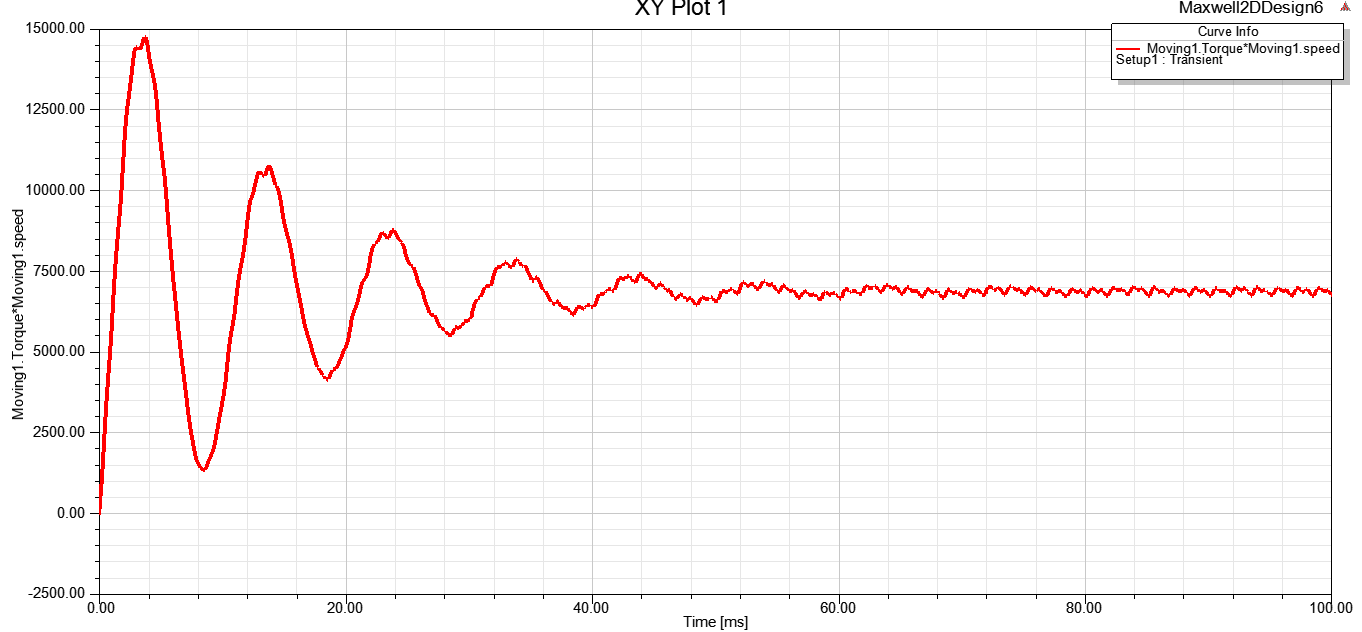 XY Plot 1
Maxwell2DDesign6
Curve Info
Moving1.Torque*Moving1.speed
Setup1 : Transient
15000.00
12500.00
10000.00
7500.00
5000.00
2500.00
0.00
-2500.00
Moving1.Torque*Moving1.speed
0.00 20.00 40.00 60.00 80.00 100.00
Time [ms]